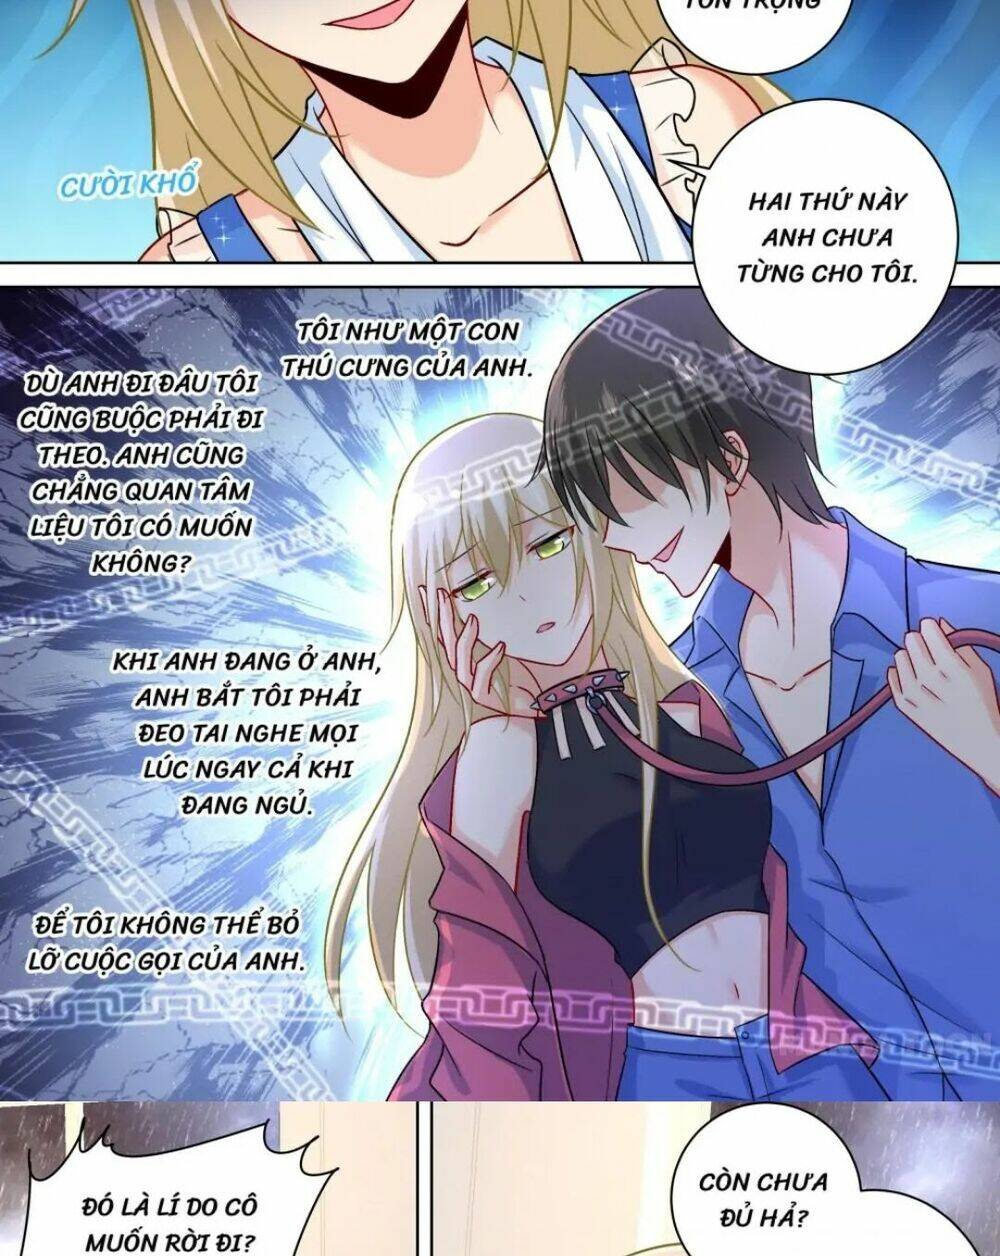 TÔN TRỌNG
CƯỜI KHỔ
HAI THỨ NÀY
ANH CHƯA
TỪNG CHO TÔI.
TÔI NHƯ MỘT CON
THÚ CƯNG CỦA ANH.
DÙ ANH ĐI ĐÂU TÔI
CŨNG BUỘC PHẢI ĐI
THEO. ANH CŨNG
CHẲNG QUAN TÂM
LIỆU TÔI CÓ MUỐN
KHÔNG?
KHI ANH ĐANG Ở ANH,
ANH BẮT TÔI PHẢI
ĐEO TAI NGHE MỌI
LÚC NGAY CẢ KHI
ĐANG NGỦ.
ĐỂ TÔI KHÔNG THỂ BỎ
LỠ CUỘC GỌI CỦA ANH.
ĐÓ LÀ LÍ DO CÔ
MUỐN RỜI ĐI?
CÒN CHƯA
ĐỦ HẢ?